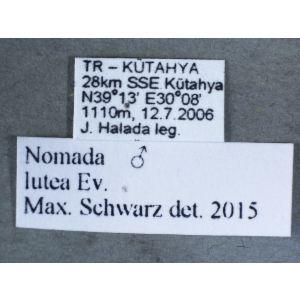 TR – KÜTAHYA
28km SSE Kütahya
N39°13' E30°08'
1110m, 12.7.2006
J. Halada leg.
Nomada ♂
lutea Ev.
Max. Schwarz det. 2015